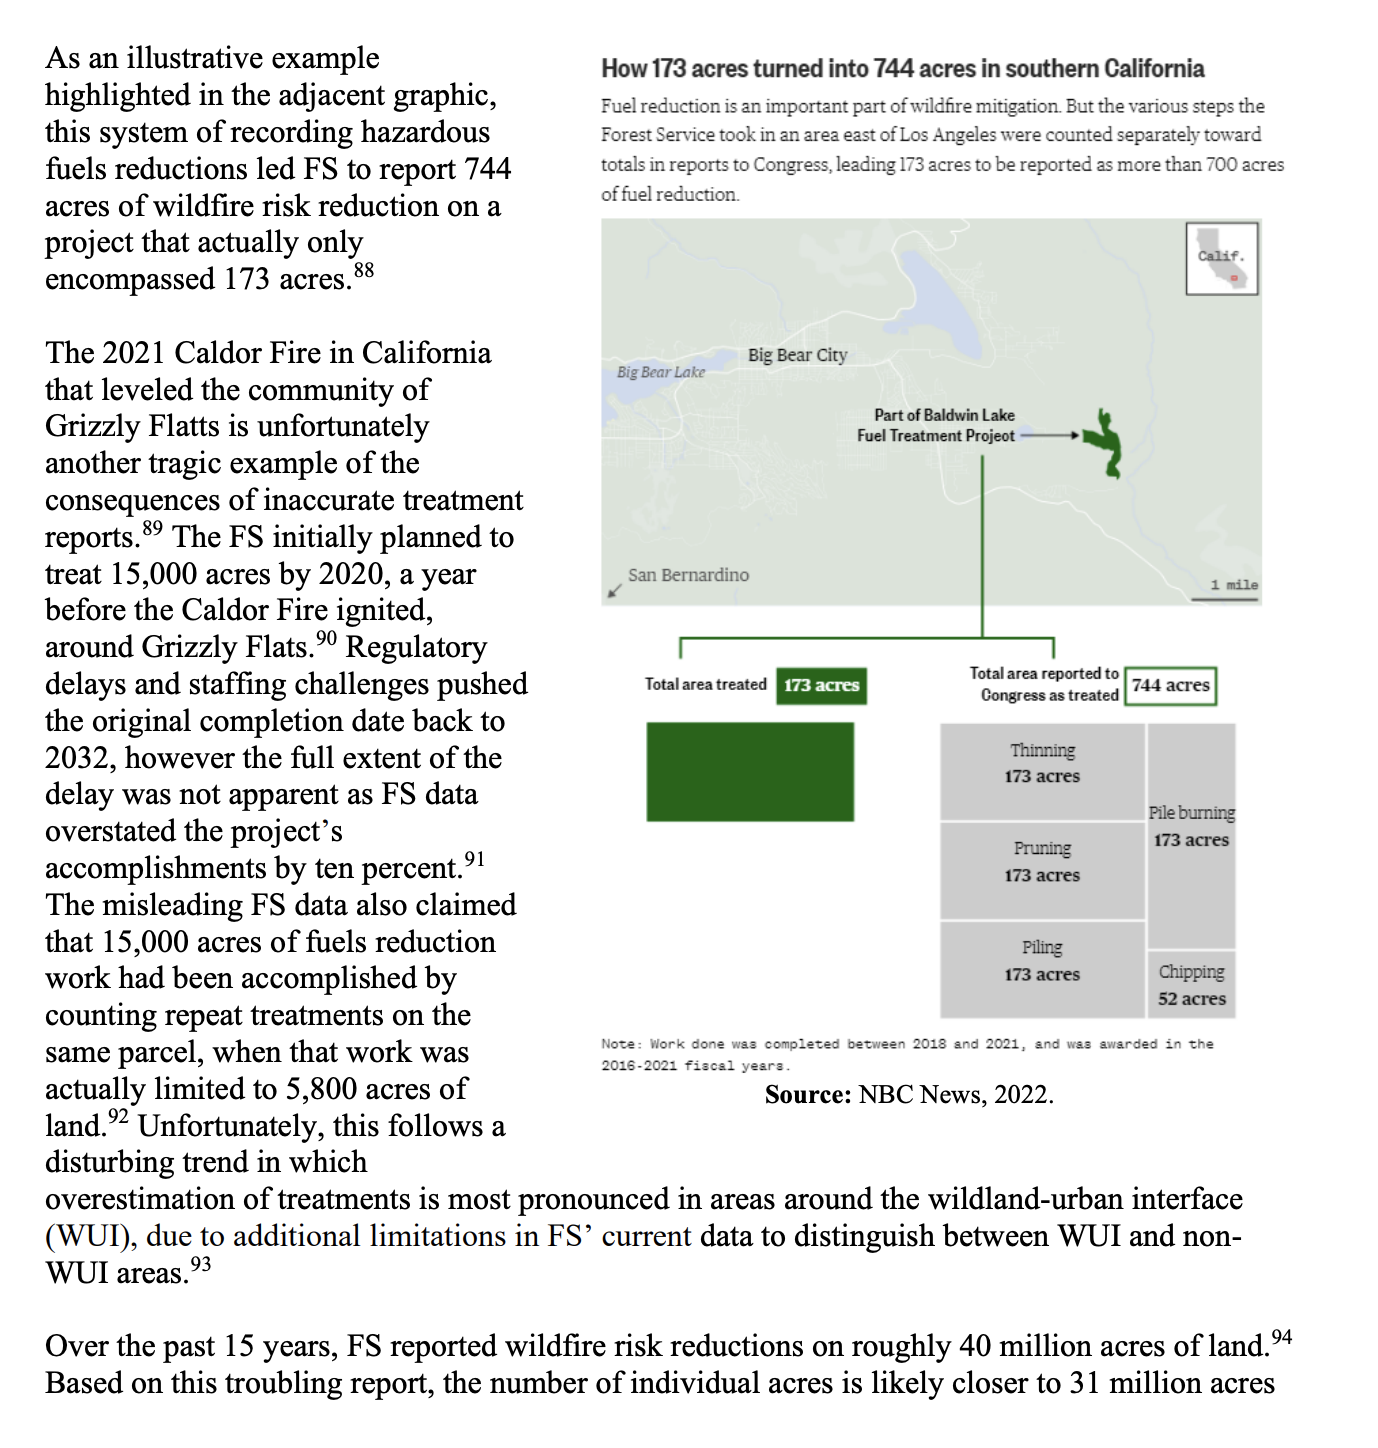 As an illustrative example
highlighted in the adjacent graphic,
this system of recording hazardous
fuels reductions led FS to report 744
acres of wildfire risk reduction on a
project that actually only
encompassed 173 acres.88
The 2021 Caldor Fire in California
that leveled the community of
Grizzly Flatts is unfortunately
another tragic example of the
consequences of inaccurate treatment
reports.89 The FS initially planned to
treat 15,000 acres by 2020, a year
before the Caldor Fire ignited,
around Grizzly Flats.90 Regulatory
delays and staffing challenges pushed
the original completion date back to
2032, however the full extent of the
delay was not apparent as FS data
overstated the project's
accomplishments by ten percent.91
The misleading FS data also claimed
that 15,000 acres of fuels reduction
work had been accomplished by
counting repeat treatments on the
same parcel, when that work was
actually limited to 5,800 acres of
land.92 Unfortunately, this follows a
disturbing trend in which
How 173 acres turned into 744 acres in southern California
Fuel reduction is an important part of wildfire mitigation. But the various steps the
Forest Service took in an area east of Los Angeles were counted separately toward
totals in reports to Congress, leading 173 acres to be reported as more than 700 acres
of fuel reduction.
Calif.
Big Bear City
Big Bear Lake
Part of Baldwin Lake
Fuel Treatment Project
San Bernardino
1 mile
Total area treated 173 acres
Total area reported to
Congress as treated
744 acres
Thinning
173 acres
Pruning
173 acres
Piling
173 acres
Pile burning
173 acres
Chipping
52 acres
Note: Work done was completed between 2018 and 2021, and was awarded in the
2016-2021 fiscal years.
Source: NBC News, 2022.
overestimation of treatments is most pronounced in areas around the wildland-urban interface
(WUI), due to additional limitations in FS' current data to distinguish between WUI and non-
WUI areas.93
Over the past 15 years, FS reported wildfire risk reductions on roughly 40 million acres of land.94
Based on this troubling report, the number of individual acres is likely closer to 31 million acres